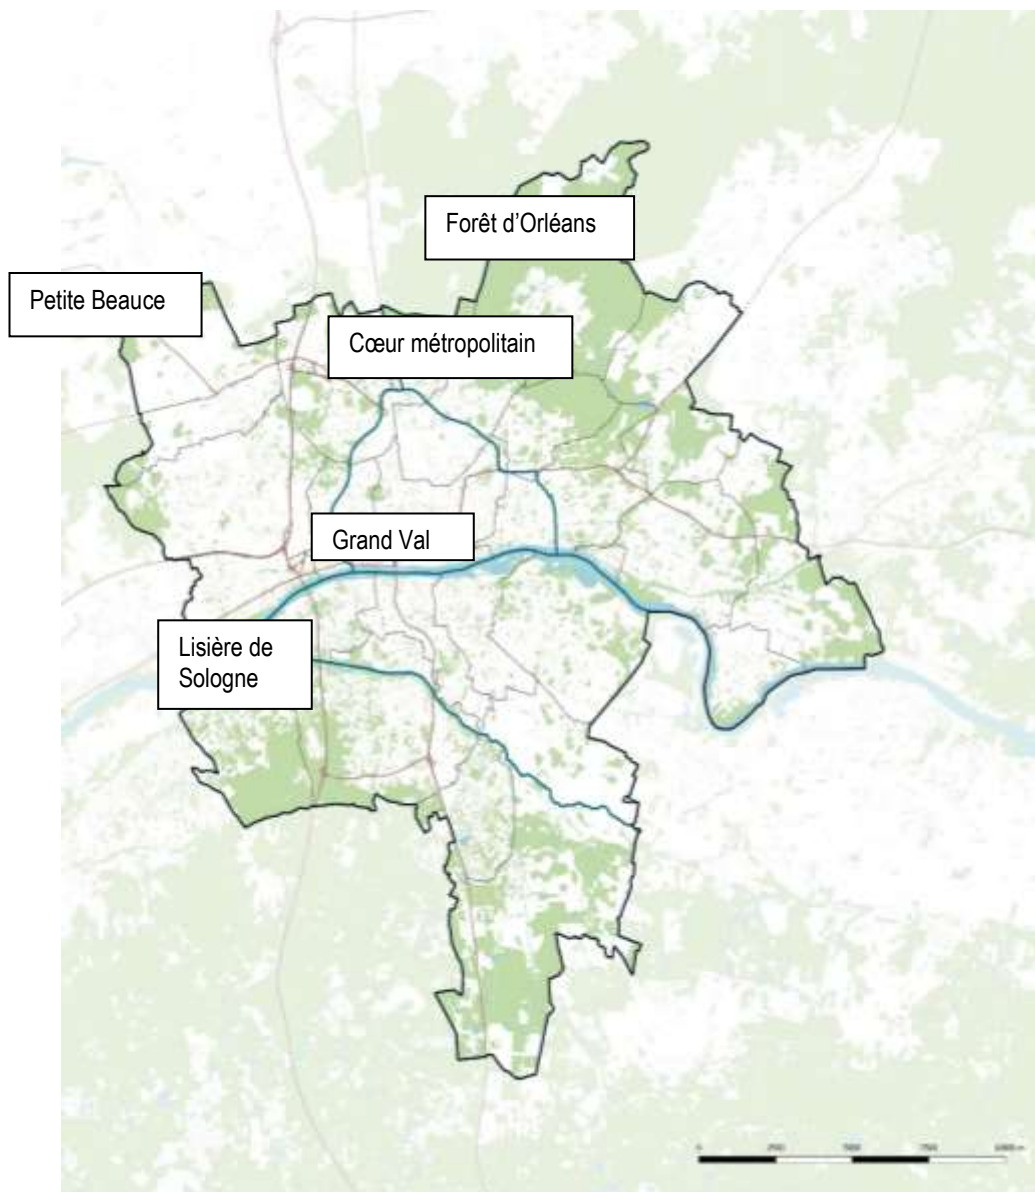 Forêt d'Orléans
Petite Beauce
Cœur métropolitain
Grand Val
Lisière de
Sologne